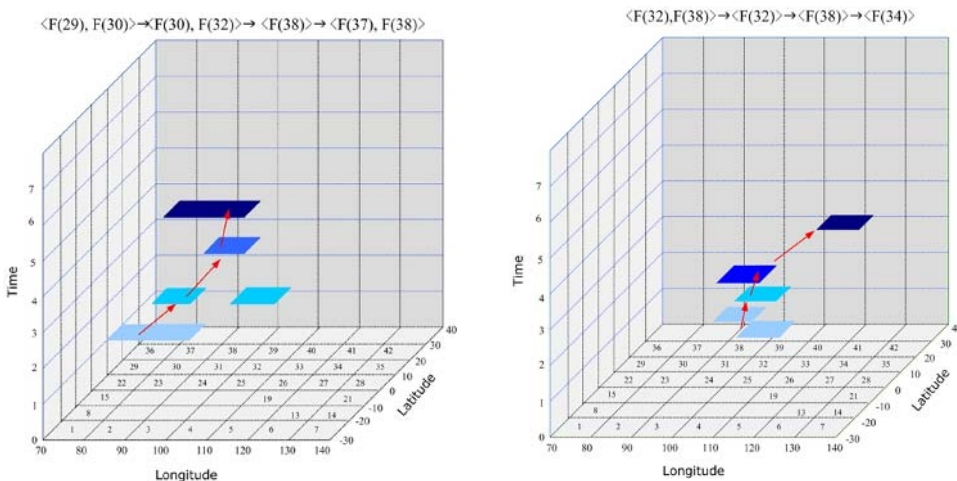 ⟨F(29), F(30)⟩→⟨F(30), F(32)⟩→ ⟨F(38)⟩→⟨F(37), F(38)⟩
7
6
5
4
3
2
1
0
Time
36 37 38 39 40 41 42
29 30 31 32 33 34 35
22 23 24 25 26 27 28
15 19 21
8 13 14
1 2 3 4 5 6 7
40
30
20
10
0
-10
-20
-30
Latitude
70 80 90 100 110 120 130 140
Longitude
⟨F(32),F(38)⟩→⟨F(32)⟩→⟨F(38)⟩→⟨F(34)⟩
7
6
5
4
3
2
1
0
Time
36 37 38 39 40 41 42
29 30 31 32 33 34 35
22 23 24 25 26 27 28
15 19 21
8 13 14
1 2 3 4 5 6 7
30
20
10
0
-10
-20
-30
Latitude
70 80 90 100 110 120 130 140
Longitude